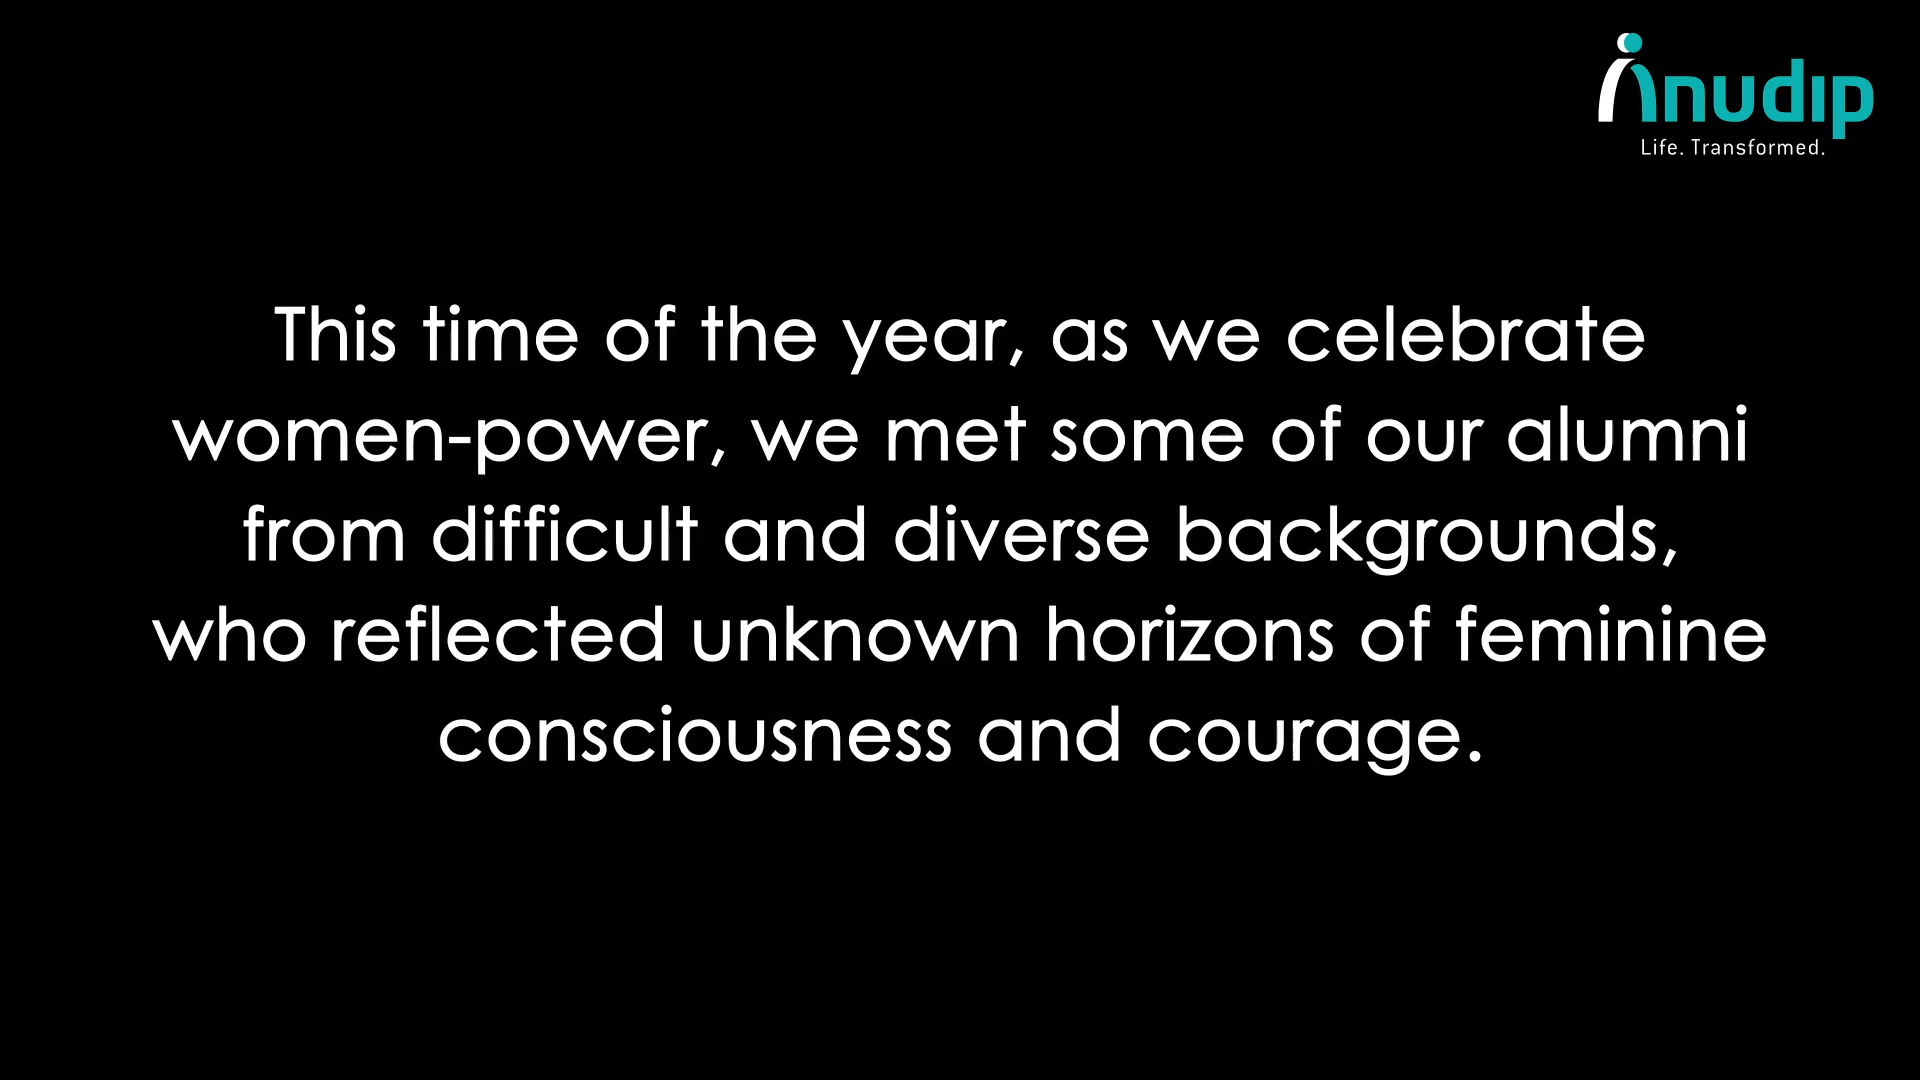 Anudip
Life. Transformed.
This time of the year, as we celebrate
women-power, we met some of our alumni
from difficult and diverse backgrounds,
who reflected unknown horizons of feminine
consciousness and courage.